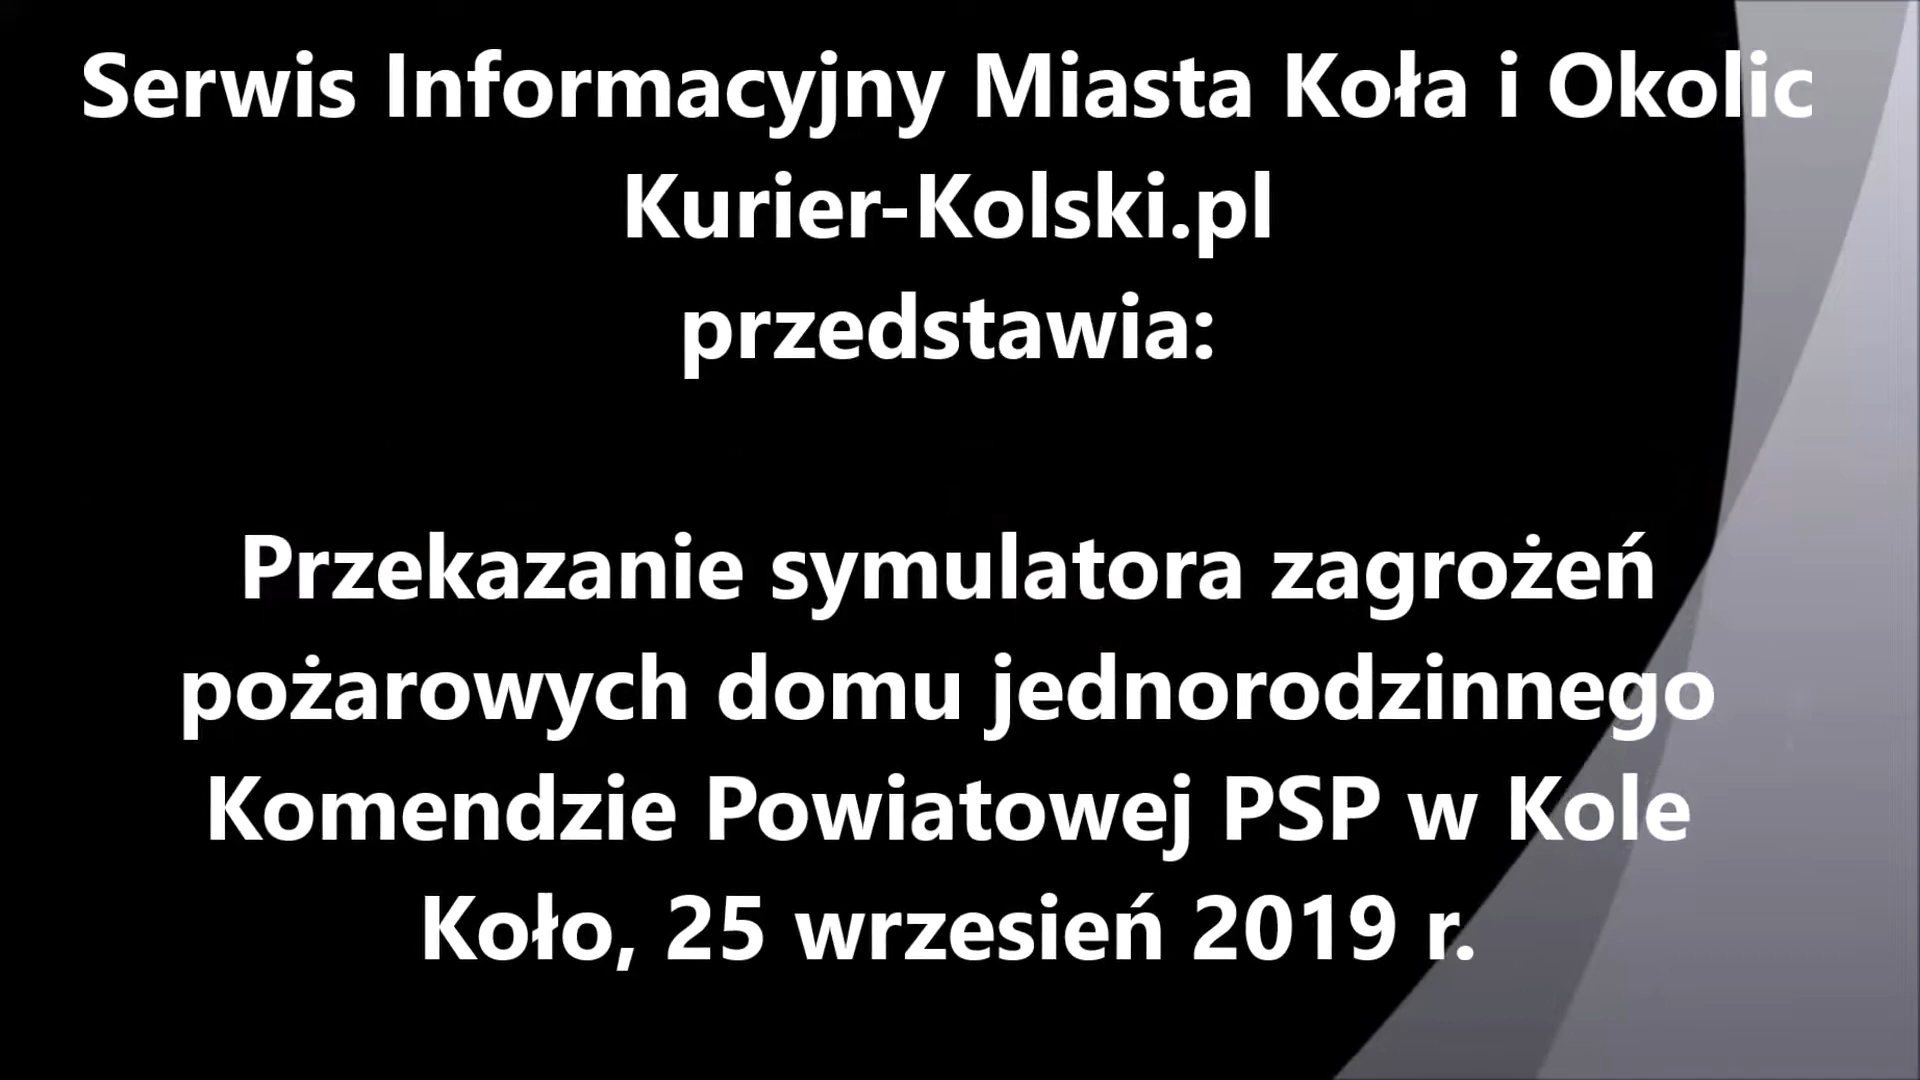 Serwis Informacyjny Miasta Koła i Okolic
Kurier-Kolski.pl
przedstawia:
Przekazanie symulatora zagrożeń
pożarowych domu jednorodzinnego
Komendzie Powiatowej PSP w Kole
Koło, 25 wrzesień 2019 r.